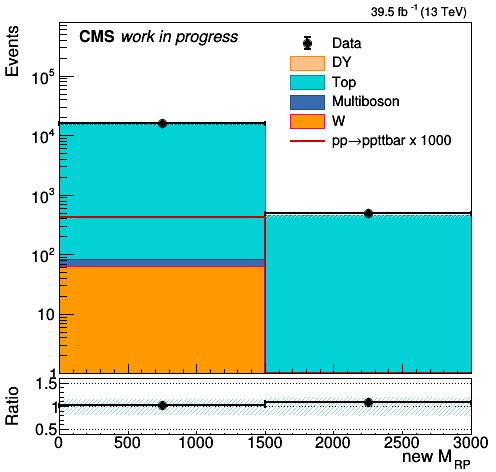 39.5 fb⁻¹ (13 TeV)
CMS work in progress
Events
Data
DY
Top
Multiboson
W
pp→ppttbar x 1000
10⁵
10⁴
10³
10²
10
1
Ratio
1.5
1
0.5
0 500 1000 1500 2000 2500 3000
new M_RP